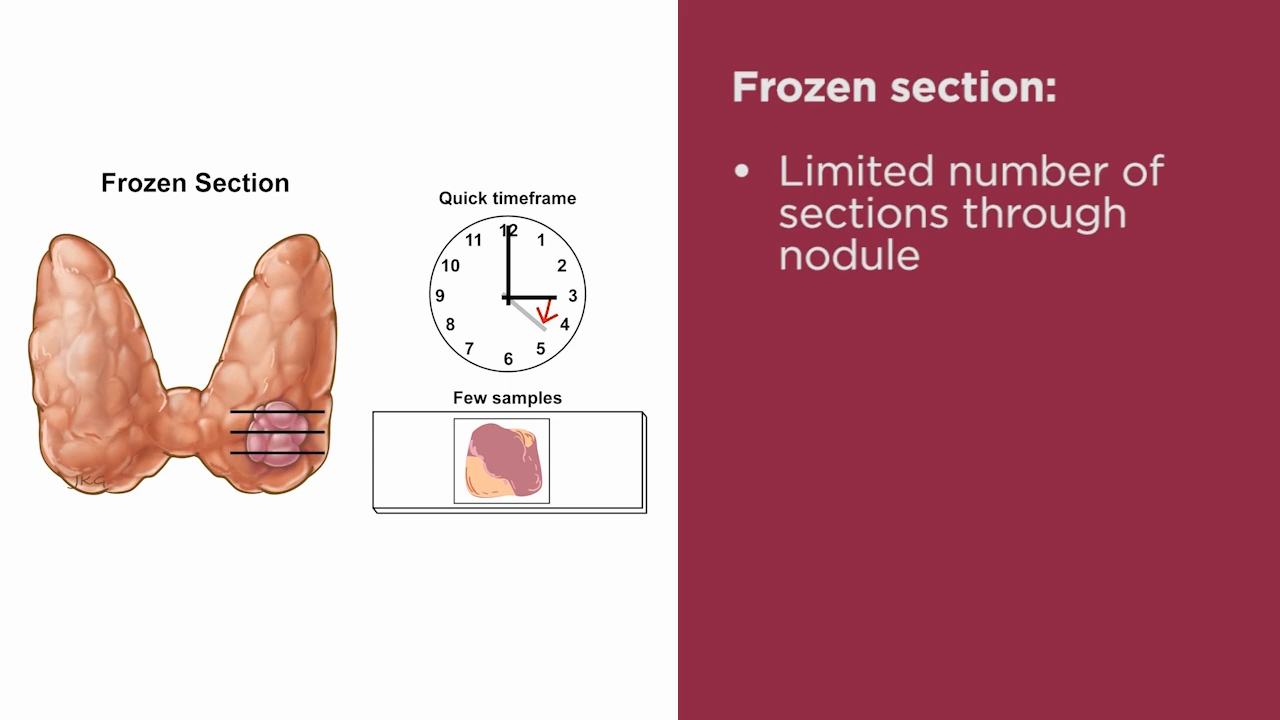 Frozen Section
Quick timeframe
12
1
2
3
4
5
6
7
8
9
10
11
Few samples
JKG
Frozen section:
• Limited number of
sections through
nodule